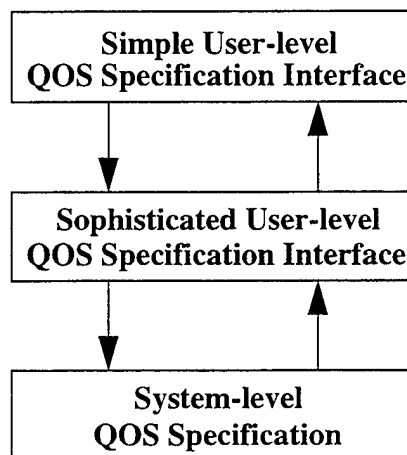 Simple User-level
QOS Specification Interface
Sophisticated User-level
QOS Specification Interface
System-level
QOS Specification